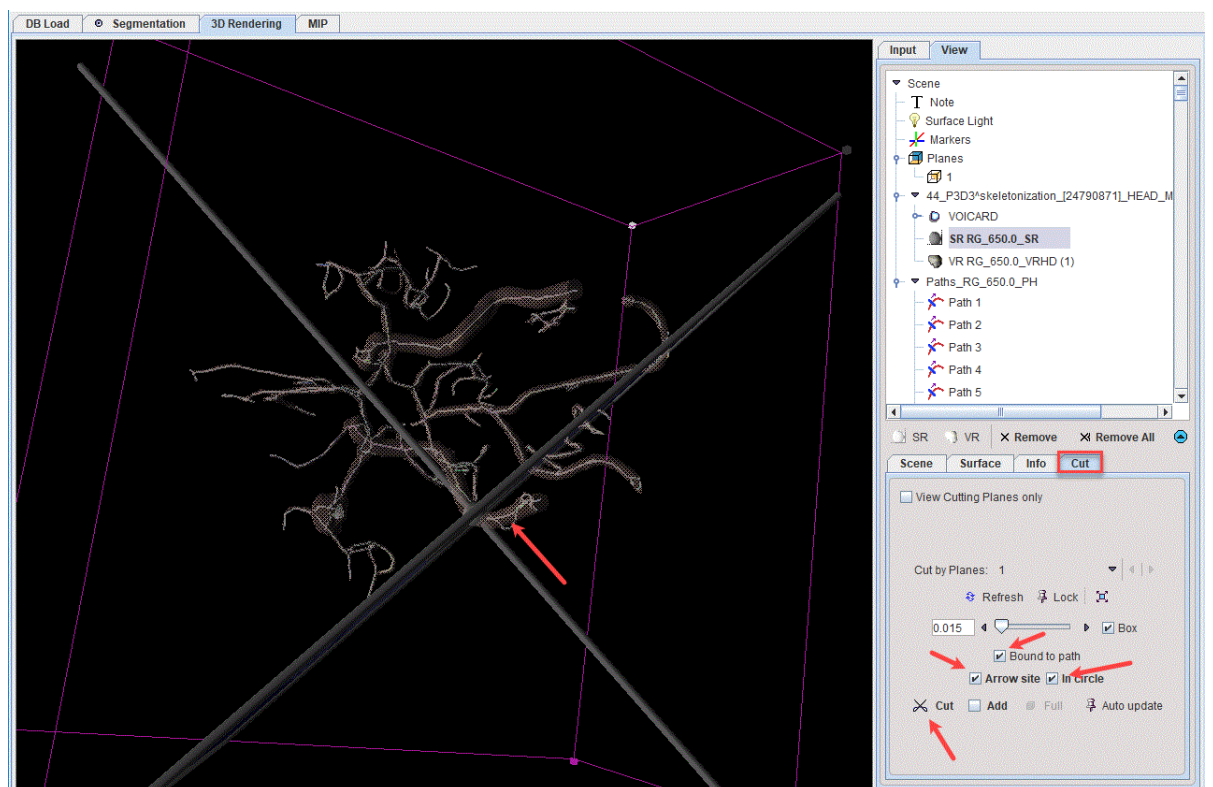 DB Load Segmentation 3D Rendering MIP
Input View
Scene
Note
Surface Light
Markers
Planes
1
44_P3D3^skeletonization_[24790871]_HEAD_M
VOICARD
SR RG_650.0_SR
VR RG_650.0_VRHD (1)
Paths_RG_650.0_PH
Path 1
Path 2
Path 3
Path 4
Path 5
SR VR Remove Remove All
Scene Surface Info Cut
View Cutting Planes only
Cut by Planes: 1
Refresh Lock
0.015 Box
Bound to path
Arrow site In circle
Cut Add Full Auto update